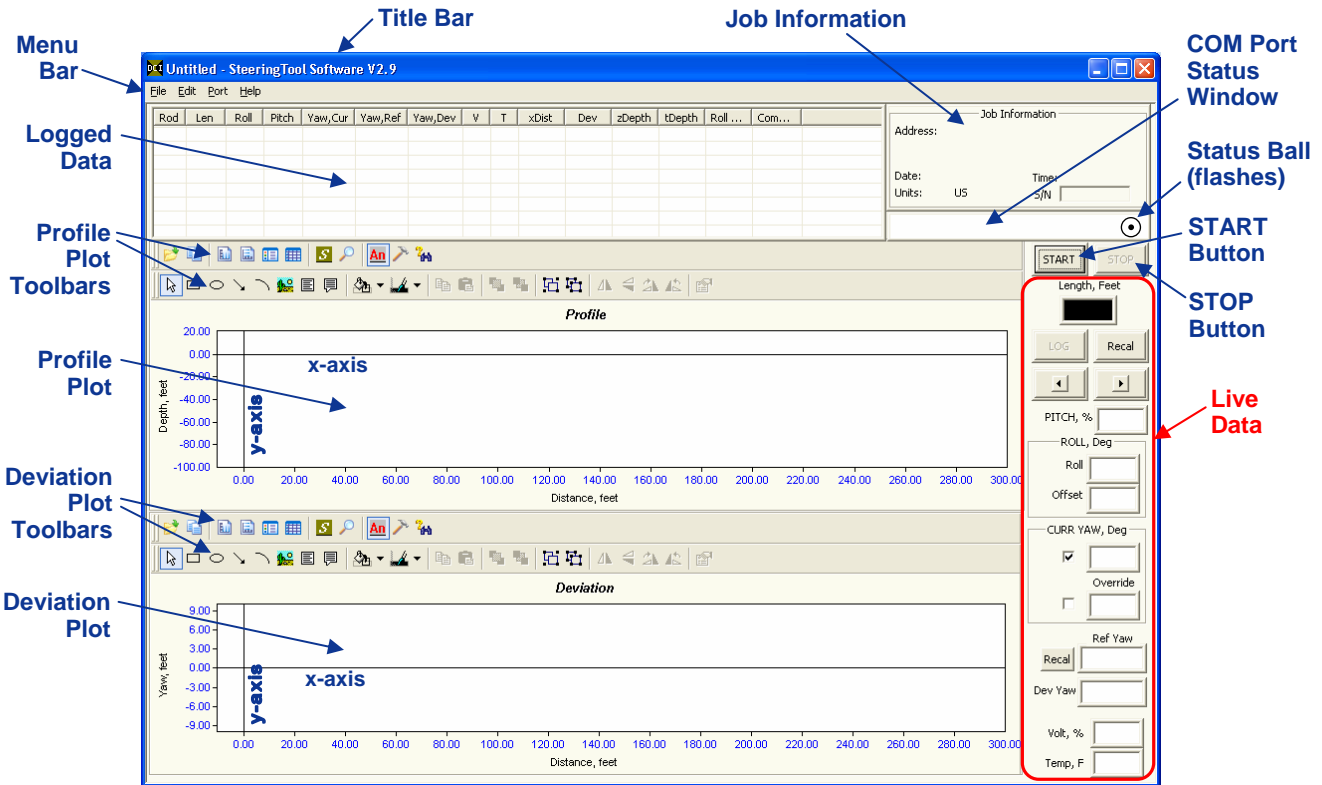 Title Bar
Job Information
Menu
Bar
COM Port
Status
Window
DCI Untitled - SteeringTool Software V2.9
File Edit Port Help
Rod Len Roll Pitch Yaw,Cur Yaw,Ref Yaw,Dev V T xDist Dev zDepth tDepth Roll ... Com...
Job Information
Address:
Date: Time:
Units: US S/N
Logged
Data
Status Ball
(flashes)
Profile
Plot
Toolbars
S An
START STOP
START
Button
STOP
Button
Length, Feet
LOG Recal
PITCH, %
ROLL, Deg
Roll
Offset
CURR YAW, Deg
Override
Ref Yaw
Recal
Dev Yaw
Volt, %
Temp, F
Live
Data
Profile
Profile
Plot
x-axis
y-axis
Depth, feet
20.00
0.00
-20.00
-40.00
-60.00
-80.00
-100.00
0.00 20.00 40.00 60.00 80.00 100.00 120.00 140.00 160.00 180.00 200.00 220.00 240.00 260.00 280.00 300.00
Distance, feet
Deviation
Plot
Toolbars
S An
Deviation
Deviation
Plot
x-axis
y-axis
Yaw, feet
9.00
6.00
3.00
0.00
-3.00
-6.00
-9.00
0.00 20.00 40.00 60.00 80.00 100.00 120.00 140.00 160.00 180.00 200.00 220.00 240.00 260.00 280.00 300.00
Distance, feet